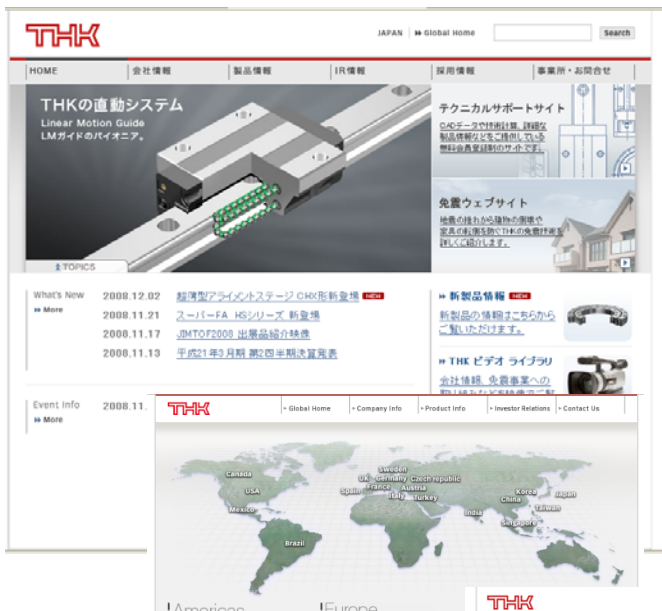 THK
JAPAN
Global Home
Search
HOME
会社情報
製品情報
IR情報
採用情報
事業所・お問合せ
THKの直動システム
Linear Motion Guide
LMガイドのパイオニア。
テクニカルサポートサイト
CADデータや技術計算、詳細な
製品情報などをご提供している
無料会員登録制のサイトです。
免震ウェブサイト
地震の揺れから建物の倒壊や
家具の転倒を防ぐTHKの免震技術を
詳しくご紹介します。
TOPICS
What's New
More
2008.12.02 超薄型アライメントステージ CMX形新登場 NEW
2008.11.21 スーパーFA HSシリーズ 新登場
2008.11.17 JIMTOF2008 出展品紹介映像
2008.11.13 平成21年3月期 第2四半期決算発表
新製品情報 NEW
新製品の情報はこちらから
ご覧いただけます。
THK ビデオ ライブラリ
会社情報、免震事業への
Event Info
More
2008.11.
THK
Global Home
Company Info
Product Info
Investor Relations
Contact Us
Canada
USA
Mexico
Brazil
Sweden
UK
Germany
Czech republic
Spain
France
Austria
Italy
Turkey
India
China
Korea
Japan
Taiwan
Singapore
Americas
Europe
THK